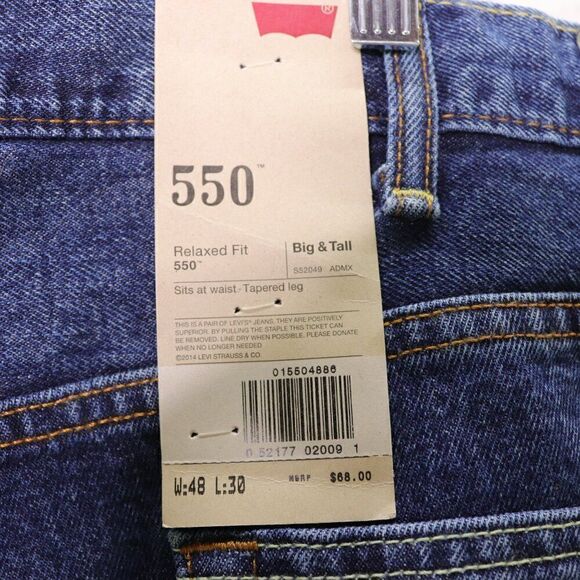 ®
550™
Relaxed Fit
550™
Big & Tall
S52049 ADMX
Sits at waist-Tapered leg
THIS IS A PAIR OF LEVI'S® JEANS. THEY ARE POSITIVELY
SUPERIOR. BY PULLING THE STAPLE THIS TICKET CAN
BE REMOVED. LINE DRY WHEN POSSIBLE. PLEASE DONATE
WHEN NO LONGER NEEDED
©2014 LEVI STRAUSS & CO.
015504886
0 52177 02009 1
W:48 L:30 MSRP $68.00